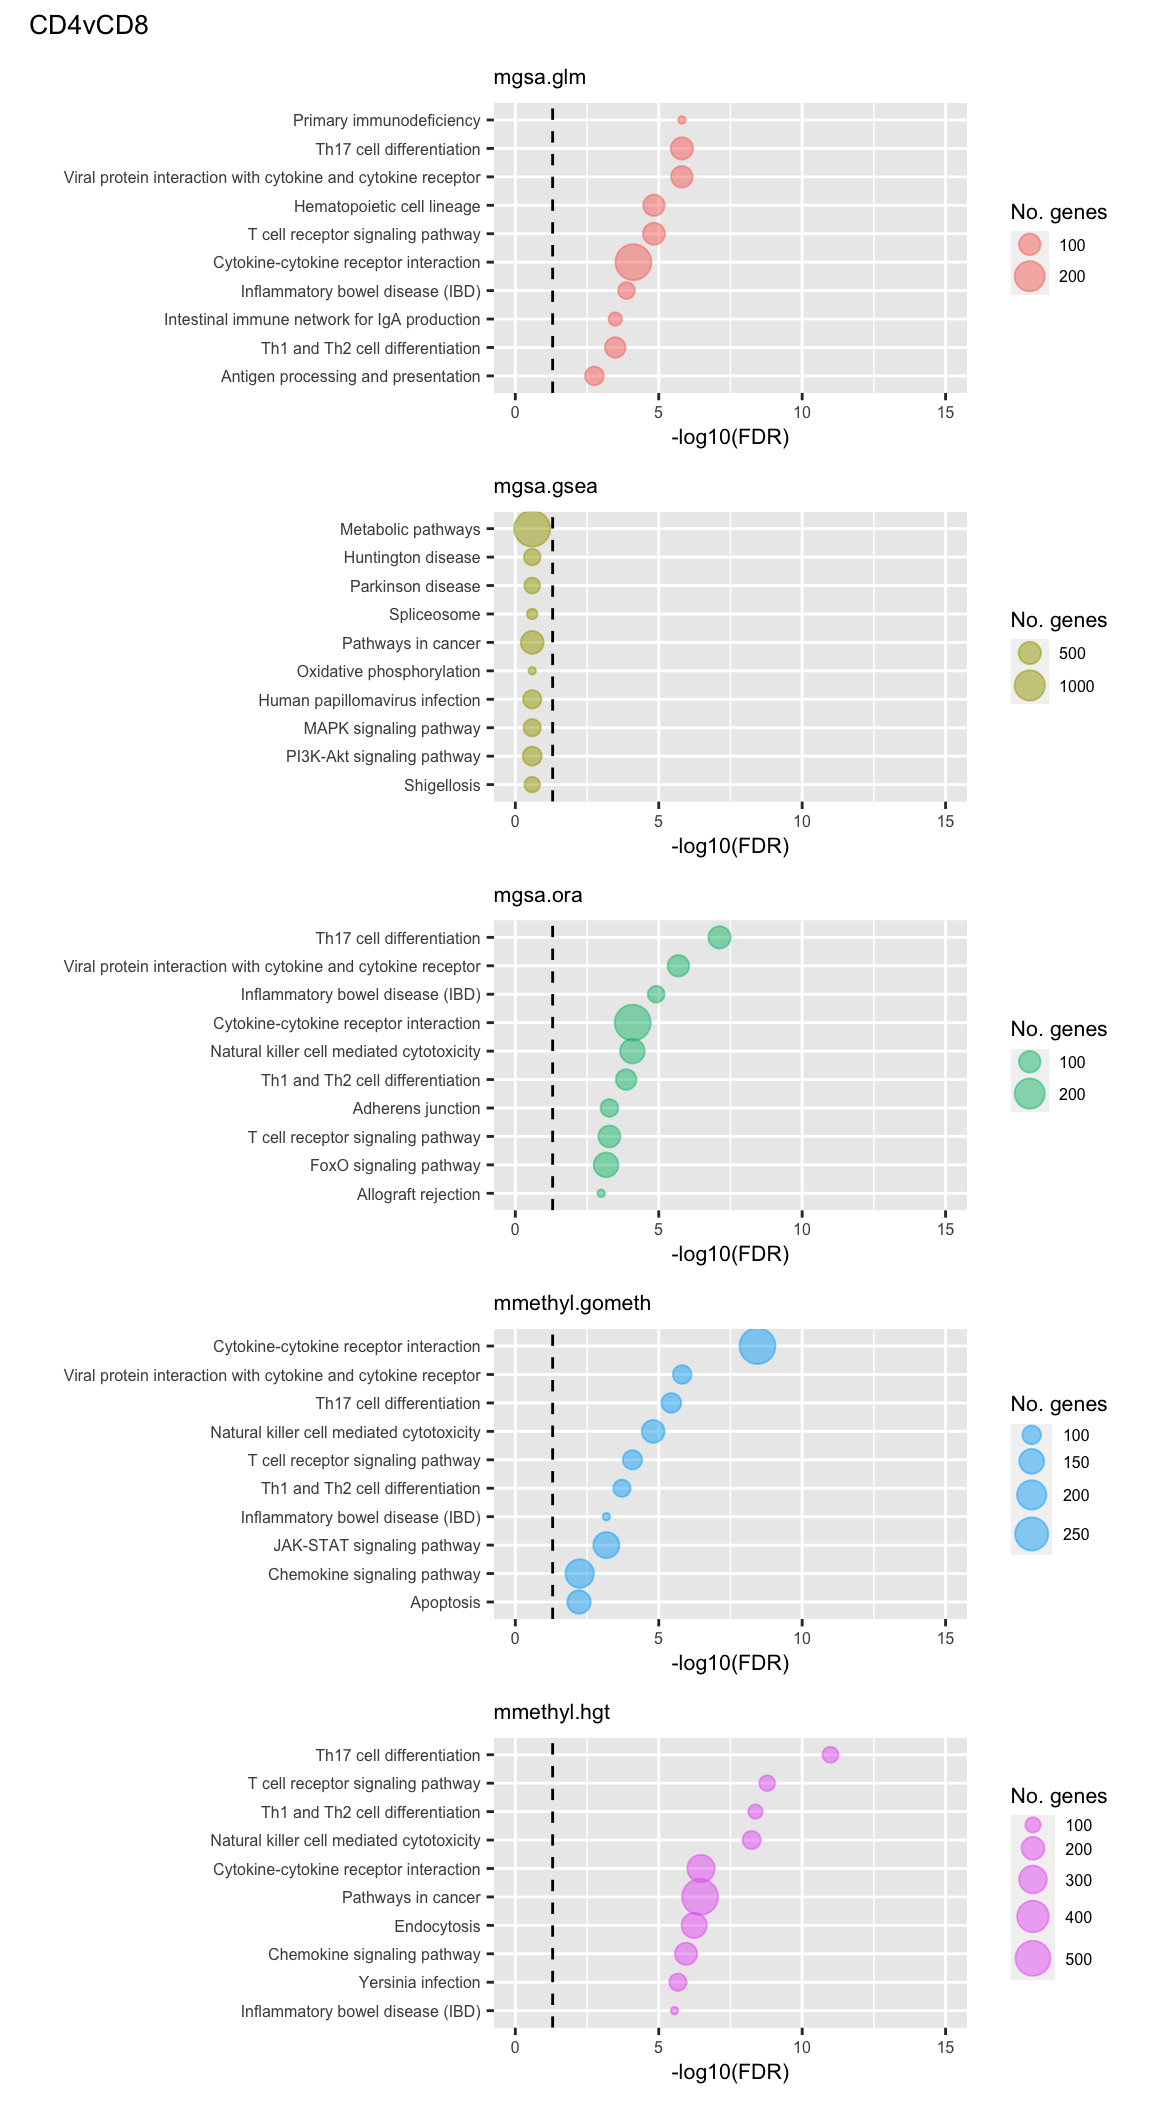 CD4vCD8
mgsa.glm
Primary immunodeficiency
Th17 cell differentiation
Viral protein interaction with cytokine and cytokine receptor
Hematopoietic cell lineage
T cell receptor signaling pathway
Cytokine-cytokine receptor interaction
Inflammatory bowel disease (IBD)
Intestinal immune network for IgA production
Th1 and Th2 cell differentiation
Antigen processing and presentation
0 5 10 15
-log10(FDR)
No. genes
100
200
mgsa.gsea
Metabolic pathways
Huntington disease
Parkinson disease
Spliceosome
Pathways in cancer
Oxidative phosphorylation
Human papillomavirus infection
MAPK signaling pathway
PI3K-Akt signaling pathway
Shigellosis
0 5 10 15
-log10(FDR)
No. genes
500
1000
mgsa.ora
Th17 cell differentiation
Viral protein interaction with cytokine and cytokine receptor
Inflammatory bowel disease (IBD)
Cytokine-cytokine receptor interaction
Natural killer cell mediated cytotoxicity
Th1 and Th2 cell differentiation
Adherens junction
T cell receptor signaling pathway
FoxO signaling pathway
Allograft rejection
0 5 10 15
-log10(FDR)
No. genes
100
200
mmethyl.gometh
Cytokine-cytokine receptor interaction
Viral protein interaction with cytokine and cytokine receptor
Th17 cell differentiation
Natural killer cell mediated cytotoxicity
T cell receptor signaling pathway
Th1 and Th2 cell differentiation
Inflammatory bowel disease (IBD)
JAK-STAT signaling pathway
Chemokine signaling pathway
Apoptosis
0 5 10 15
-log10(FDR)
No. genes
100
150
200
250
mmethyl.hgt
Th17 cell differentiation
T cell receptor signaling pathway
Th1 and Th2 cell differentiation
Natural killer cell mediated cytotoxicity
Cytokine-cytokine receptor interaction
Pathways in cancer
Endocytosis
Chemokine signaling pathway
Yersinia infection
Inflammatory bowel disease (IBD)
0 5 10 15
-log10(FDR)
No. genes
100
200
300
400
500